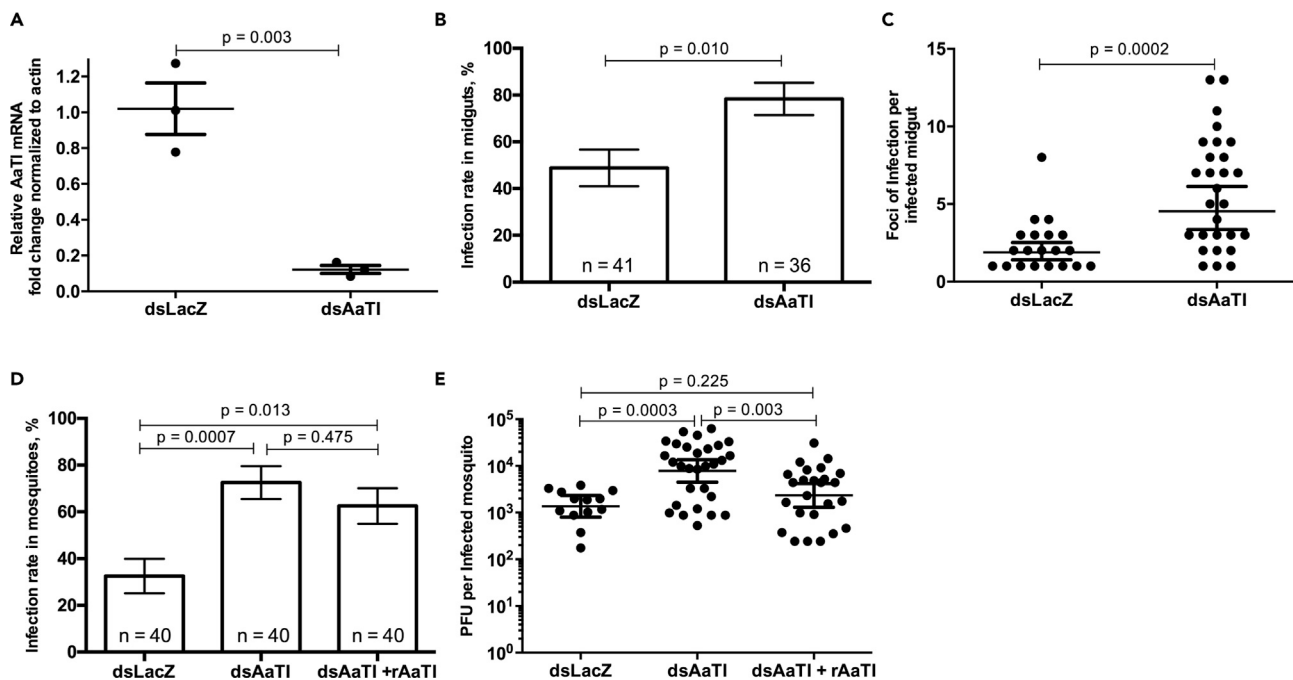 A
p = 0.003
Relative AaTI mRNA
fold change normalized to actin
1.2
1.0
0.8
0.6
0.4
0.2
0.0
dsLacZ
dsAaTI
B
p = 0.010
Infection rate in midguts, %
100
80
60
40
20
0
n = 41
n = 36
dsLacZ
dsAaTI
C
p = 0.0002
Foci of Infection per
infected midgut
15
10
5
0
dsLacZ
dsAaTI
D
p = 0.013
p = 0.0007
p = 0.475
Infection rate in mosquitoes, %
100
80
60
40
20
0
n = 40
n = 40
n = 40
dsLacZ
dsAaTI
dsAaTI +rAaTI
E
p = 0.225
p = 0.0003
p = 0.003
PFU per Infected mosquito
10⁵
10⁴
10³
10²
10¹
10⁰
dsLacZ
dsAaTI
dsAaTI + rAaTI